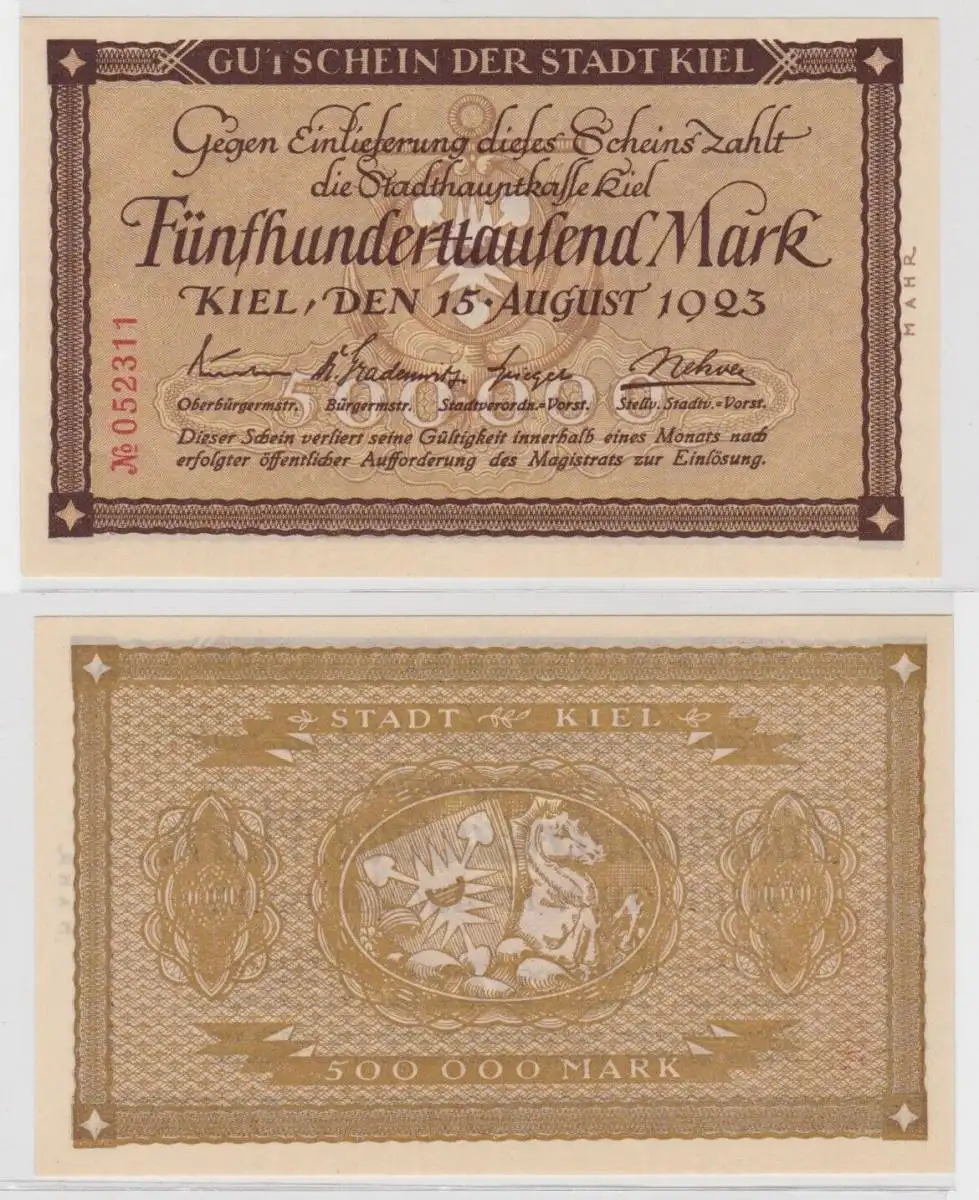 GUTSCHEIN DER STADT KIEL
Gegen Einlieferung dieſes Scheins zahlt
die Stadthauptkaſſe Kiel
Fünfhunderttauſend Mark
KIEL, DEN 15. AUGUST 1923
MAHR
№ 052311
500000
Oberbürgermstr. Bürgermstr. Stadtverordn.=Vorst. Stellv. Stadtv.=Vorst.
Dieser Schein verliert seine Gültigkeit innerhalb eines Monats nach
erfolgter öffentlicher Aufforderung des Magistrats zur Einlösung.
STADT KIEL
500 000 MARK